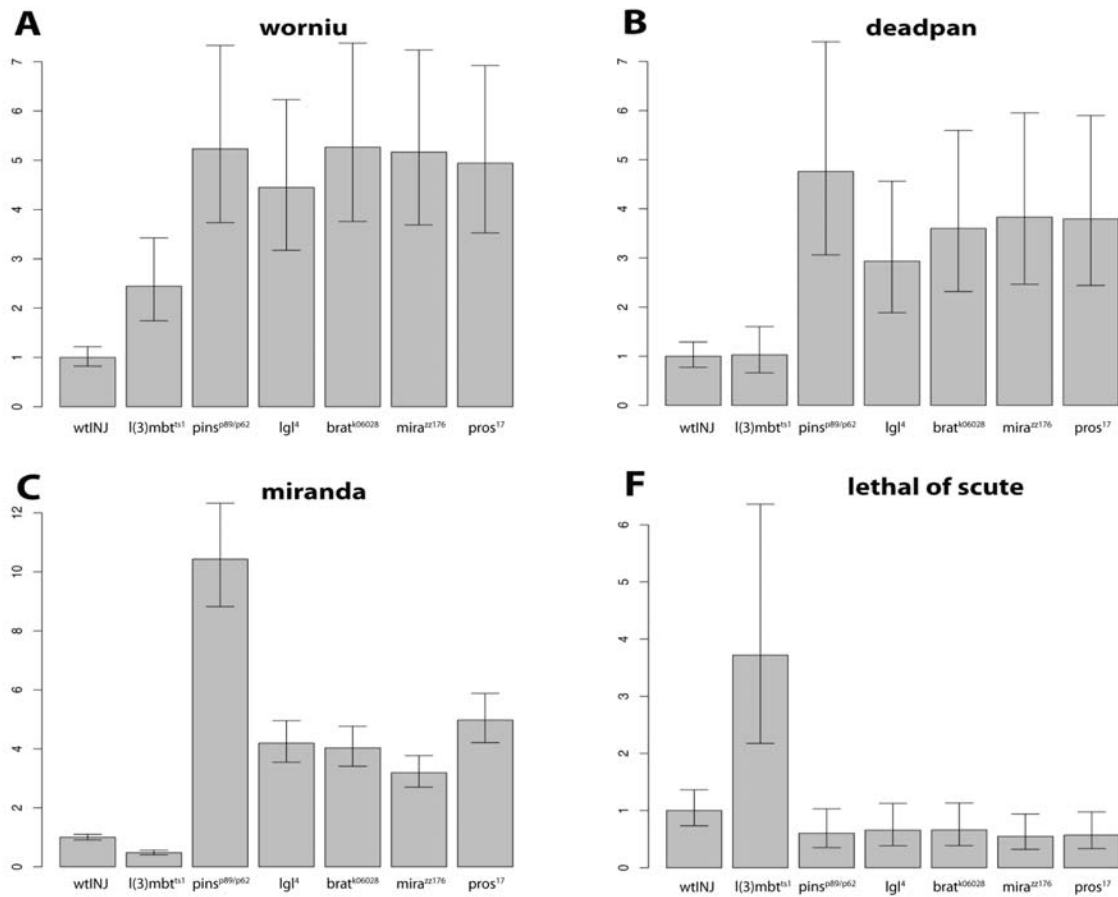 A
worniu
7
6
5
4
3
2
1
0
wtINJ l(3)mbtts1 pinsp89/p62 lgl4 bratk06028 mirazz176 pros17
B
deadpan
7
6
5
4
3
2
1
0
wtINJ l(3)mbtts1 pinsp89/p62 lgl4 bratk06028 mirazz176 pros17
C
miranda
12
10
8
6
4
2
0
wtINJ l(3)mbtts1 pinsp89/p62 lgl4 bratk06028 mirazz176 pros17
F
lethal of scute
6
5
4
3
2
1
0
wtINJ l(3)mbtts1 pinsp89/p62 lgl4 bratk06028 mirazz176 pros17